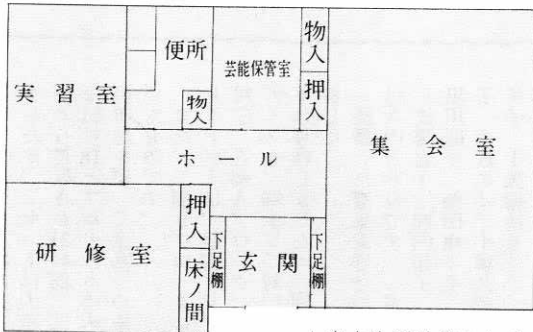 実習室
便所
物入
芸能保管室
物入
押入
集会室
ホール
研修室
押入
床ノ間
下足棚
玄関
下足棚